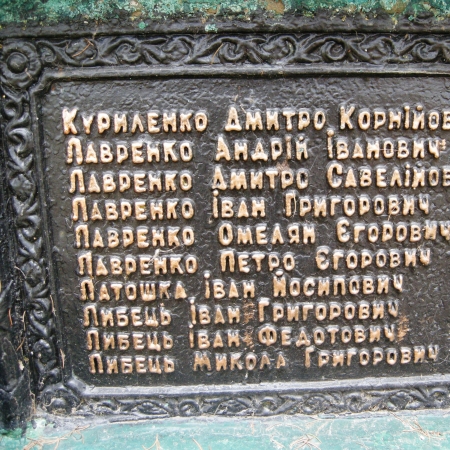 Куриленко Дмитро Корнійов
Лавренко Андрій Іванович
Лавренко Дмитро Савелійов
Лавренко Іван Григорович
Лавренко Омелян Єгорович
Лавренко Петро Єгорович
Латошка Іван Йосипович
Либець Іван Григорович
Либець Іван Федотович
Либець Микола Григорович